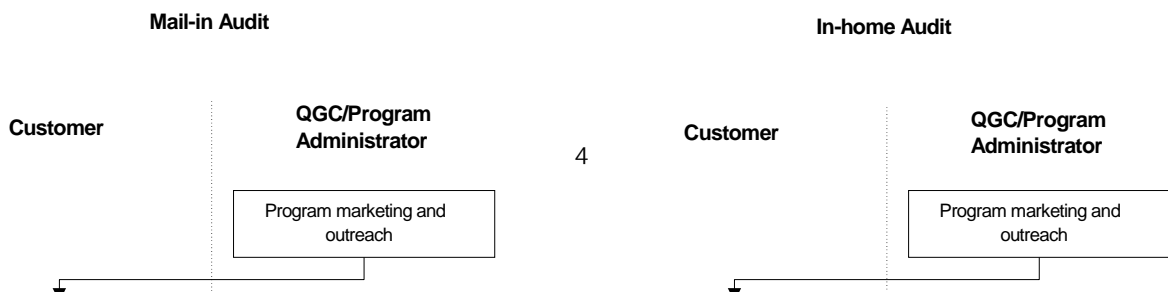 Mail-in Audit
Customer
QGC/Program
Administrator
Program marketing and
outreach
4
In-home Audit
Customer
QGC/Program
Administrator
Program marketing and
outreach